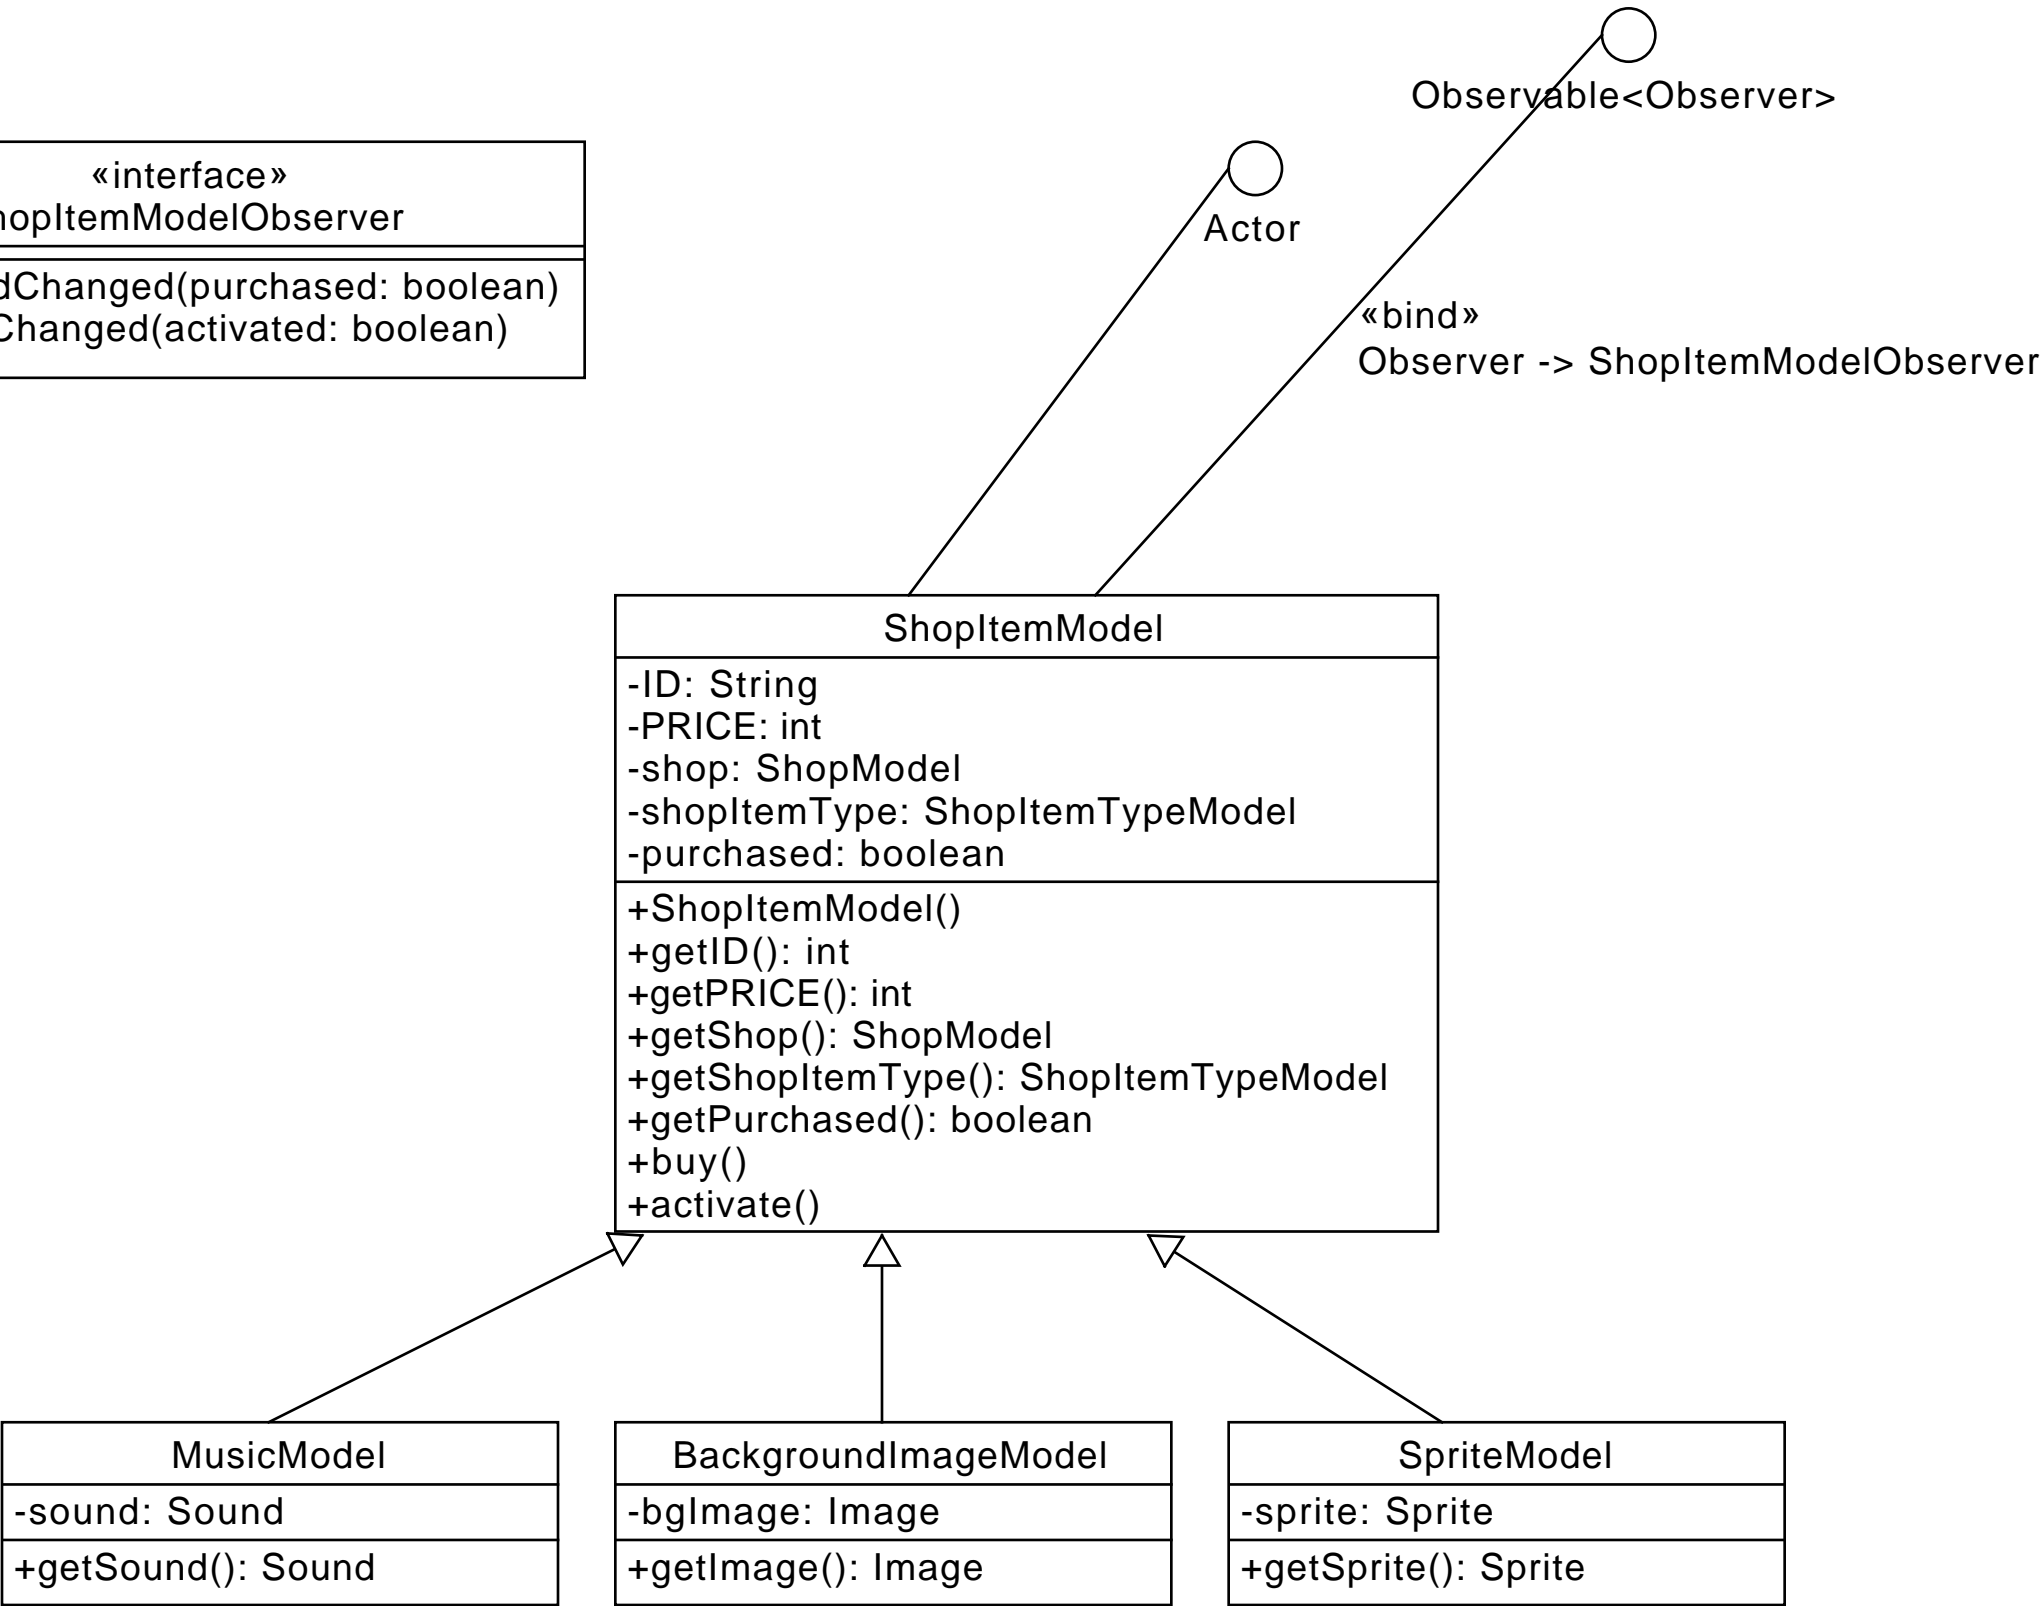 Observable<Observer>
«interface»
hopItemModelObserver
Actor
dChanged(purchased: boolean)
Changed(activated: boolean)
«bind»
Observer -> ShopItemModelObserver
ShopItemModel
-ID: String
-PRICE: int
-shop: ShopModel
-shopItemType: ShopItemTypeModel
-purchased: boolean
+ShopItemModel()
+getID(): int
+getPRICE(): int
+getShop(): ShopModel
+getShopItemType(): ShopItemTypeModel
+getPurchased(): boolean
+buy()
+activate()
MusicModel
-sound: Sound
+getSound(): Sound
BackgroundImageModel
-bgImage: Image
+getImage(): Image
SpriteModel
-sprite: Sprite
+getSprite(): Sprite